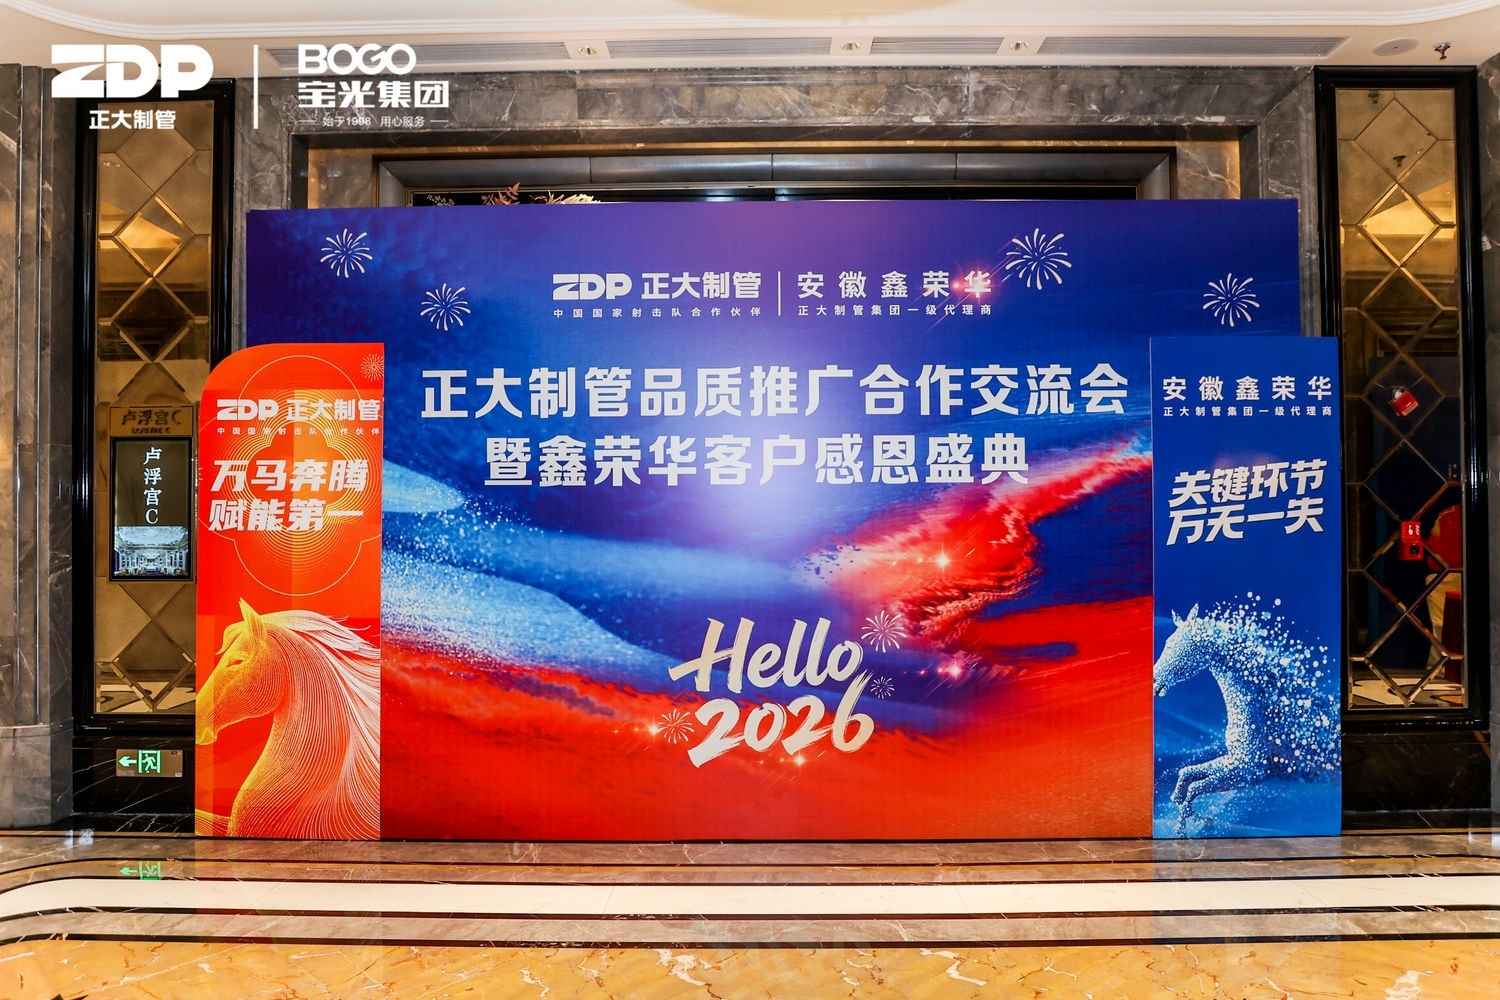 ZDP
正大制管
BOGO
宝光集团
始于1998 用心服务
ZDP 正大制管
中国国家射击队合作伙伴
安徽鑫荣华
正大制管集团一级代理商
正大制管品质推广合作交流会
暨鑫荣华客户感恩盛典
Hello
2026
ZDP 正大制管
中国国家射击队合作伙伴
万马奔腾
赋能第一
安徽鑫荣华
正大制管集团一级代理商
关键环节
万无一失
卢浮宫C
卢浮宫C